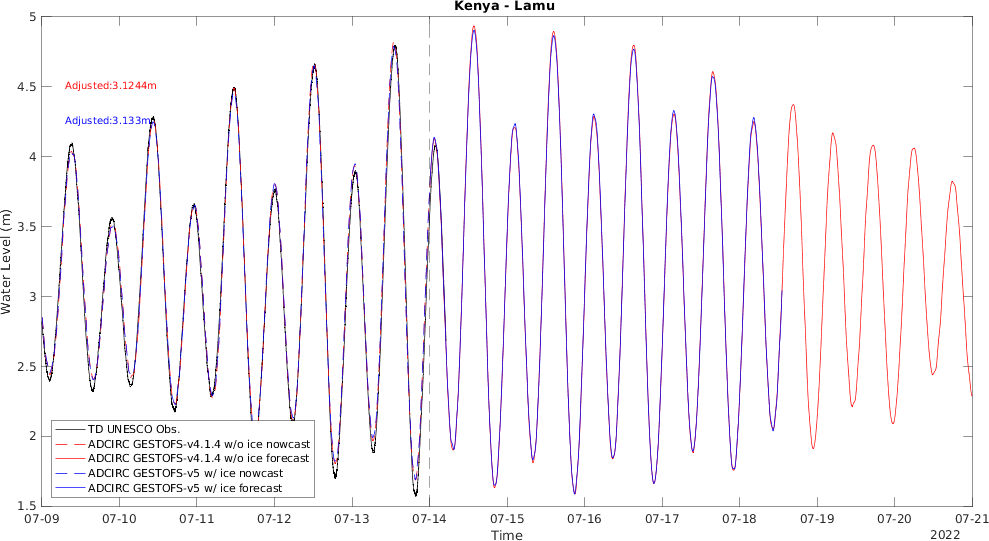 Kenya - Lamu
Water Level (m)
5
4.5
4
3.5
3
2.5
2
1.5
Adjusted:3.1244m
Adjusted:3.133m
TD UNESCO Obs.
ADCIRC GESTOFS-v4.1.4 w/o ice nowcast
ADCIRC GESTOFS-v4.1.4 w/o ice forecast
ADCIRC GESTOFS-v5 w/ ice nowcast
ADCIRC GESTOFS-v5 w/ ice forecast
07-09 07-10 07-11 07-12 07-13 07-14 07-15 07-16 07-17 07-18 07-19 07-20 07-21
Time
2022